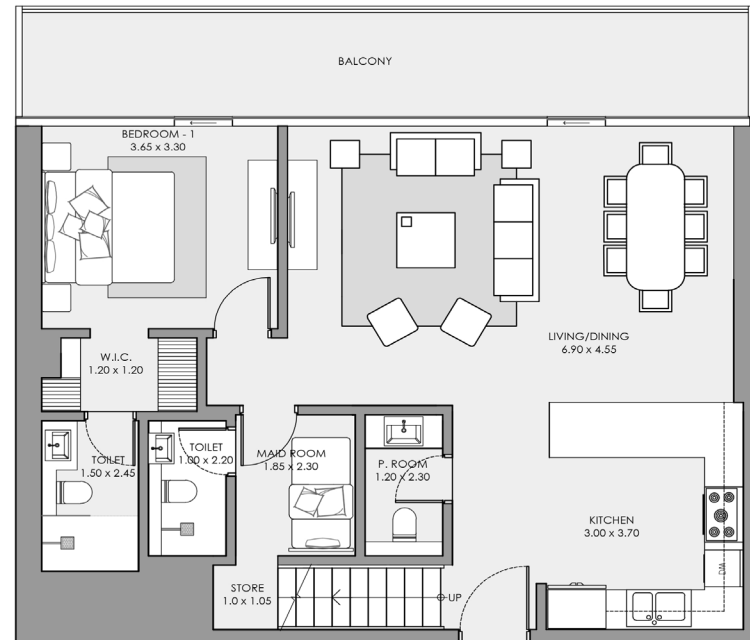 BALCONY
BEDROOM - 1
3.65 x 3.30
LIVING/DINING
6.90 x 4.55
W.I.C.
1.20 x 1.20
TOILET
1.50 x 2.45
TOILET
1.00 x 2.20
MAID ROOM
1.85 x 2.30
P. ROOM
1.20 x 2.30
KITCHEN
3.00 x 3.70
DW
STORE
1.0 x 1.05
UP